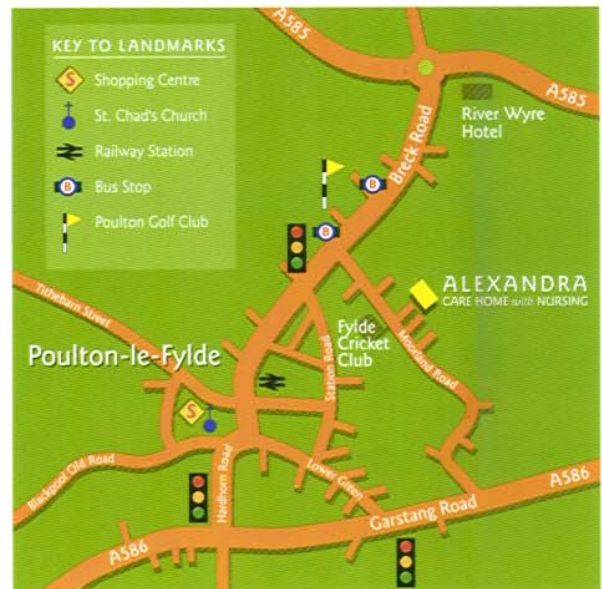 KEY TO LANDMARKS
S Shopping Centre
St. Chad's Church
Railway Station
B Bus Stop
Poulton Golf Club
A585
A585
River Wyre
Hotel
Breck Road
B
B
ALEXANDRA
CARE HOME with NURSING
Tithebarn Street
Poulton-le-Fylde
Fylde
Cricket
Club
Station Road
Moorland Road
S
Blackpool Old Road
Hardhorn Road
Lower Green
Garstang Road
A586
A586